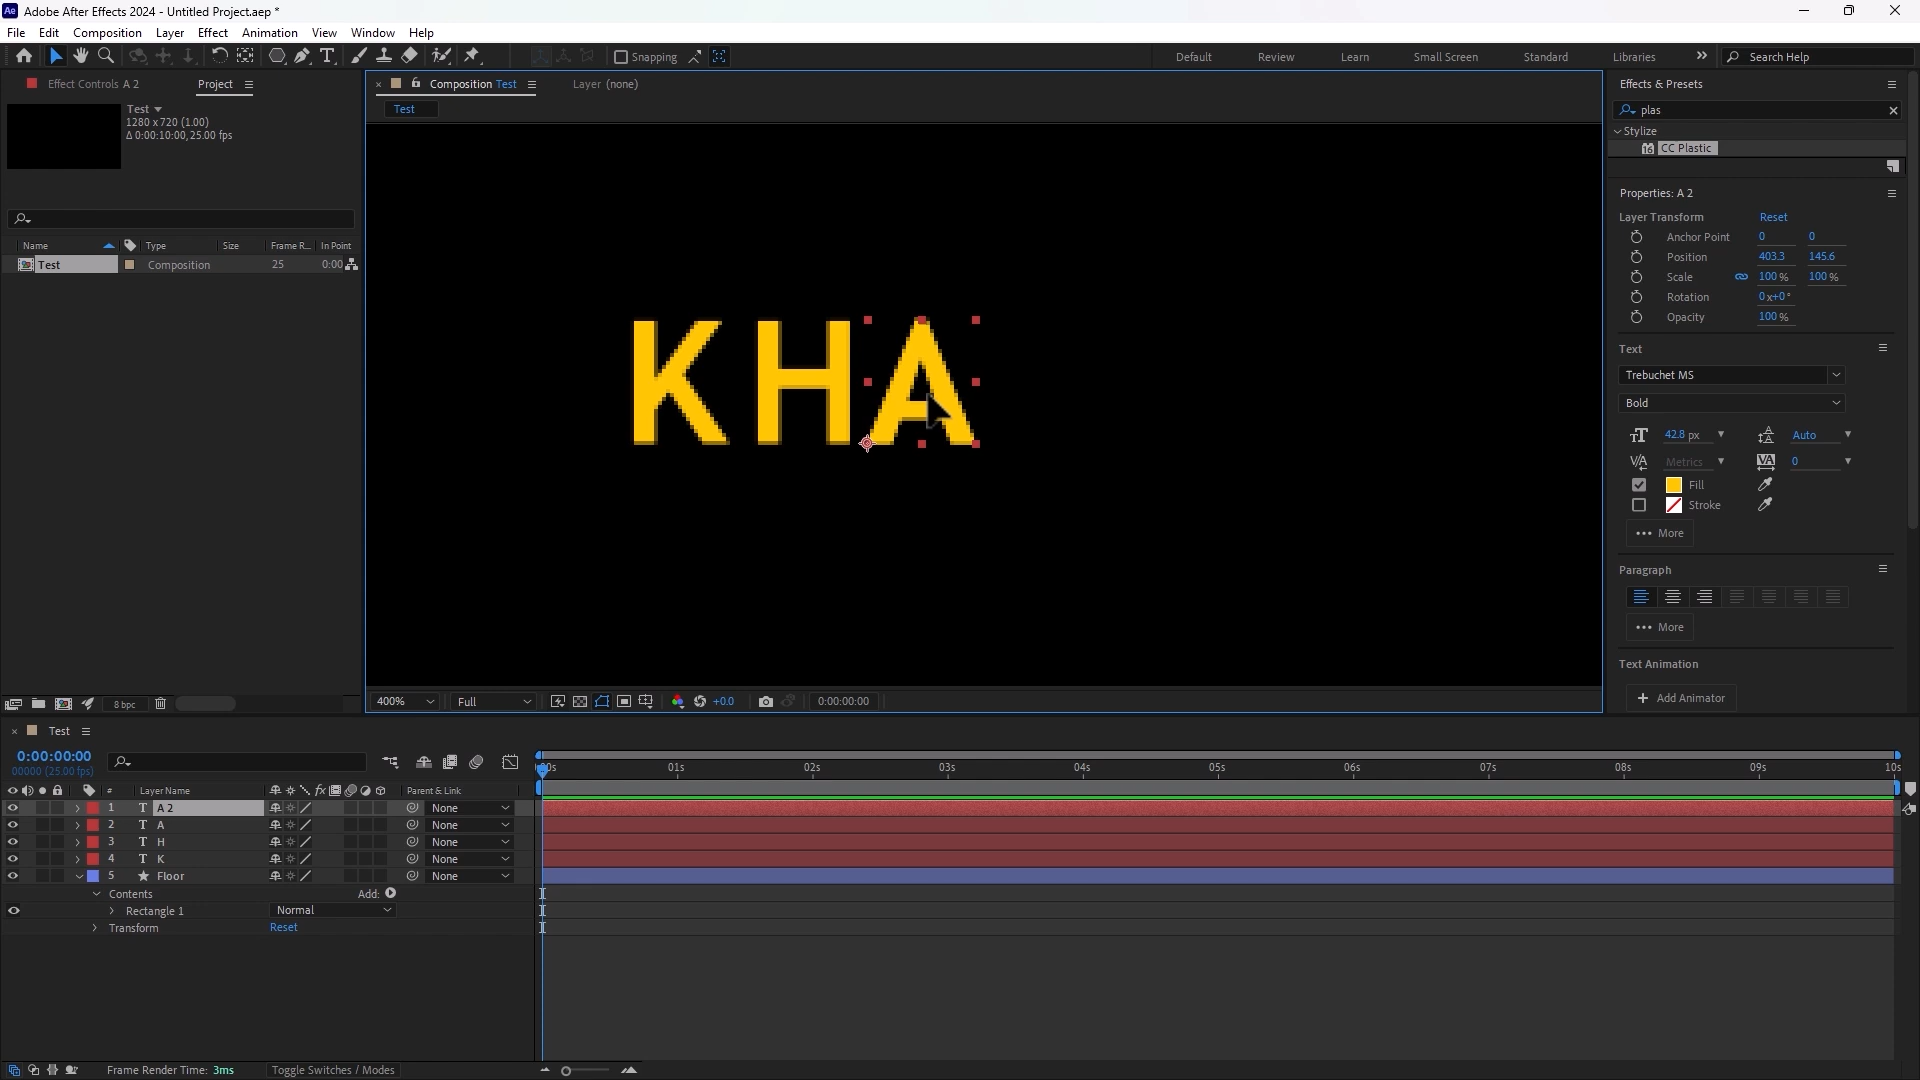 Adobe After Effects 2024 - Untitled Project.aep *
File Edit Composition Layer Effect Animation View Window Help
Snapping Default Review Learn Small Screen Standard Libraries Search Help
Effect Controls A 2 Project
Test
1280 x 720 (1.00)
Δ 0:00:10:00, 25.00 fps
Name Type Size Frame R... In Point
Test Composition 25 0:00
8 bpc
Composition Test Layer (none)
Test
KHA
400% Full +0.0 0:00:00:00
Effects & Presets
plas
Stylize
16 CC Plastic
Properties: A 2
Layer Transform Reset
Anchor Point 0 0
Position 403.3 145.6
Scale 100 % 100 %
Rotation 0x+0°
Opacity 100 %
Text
Trebuchet MS
Bold
42.8 px Auto
Metrics 0
Fill
Stroke
More
Paragraph
More
Text Animation
Add Animator
Test
0:00:00:00
00000 (25.00 fps)
:00s 01s 02s 03s 04s 05s 06s 07s 08s 09s 10s
# Layer Name fx Parent & Link
1 T A 2 None
2 T A None
3 T H None
4 T K None
5 Floor None
Contents Add:
Rectangle 1 Normal
Transform Reset
Frame Render Time: 3ms Toggle Switches / Modes